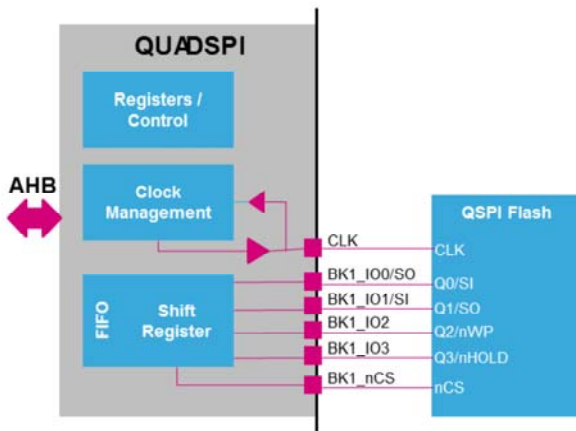 QUADSPI
Registers /
Control
AHB
Clock
Management
QSPI Flash
CLK
CLK
BK1_IO0/SO
Q0/SI
BK1_IO1/SI
Q1/SO
FIFO
Shift
Register
BK1_IO2
Q2/nWP
BK1_IO3
Q3/nHOLD
BK1_nCS
nCS